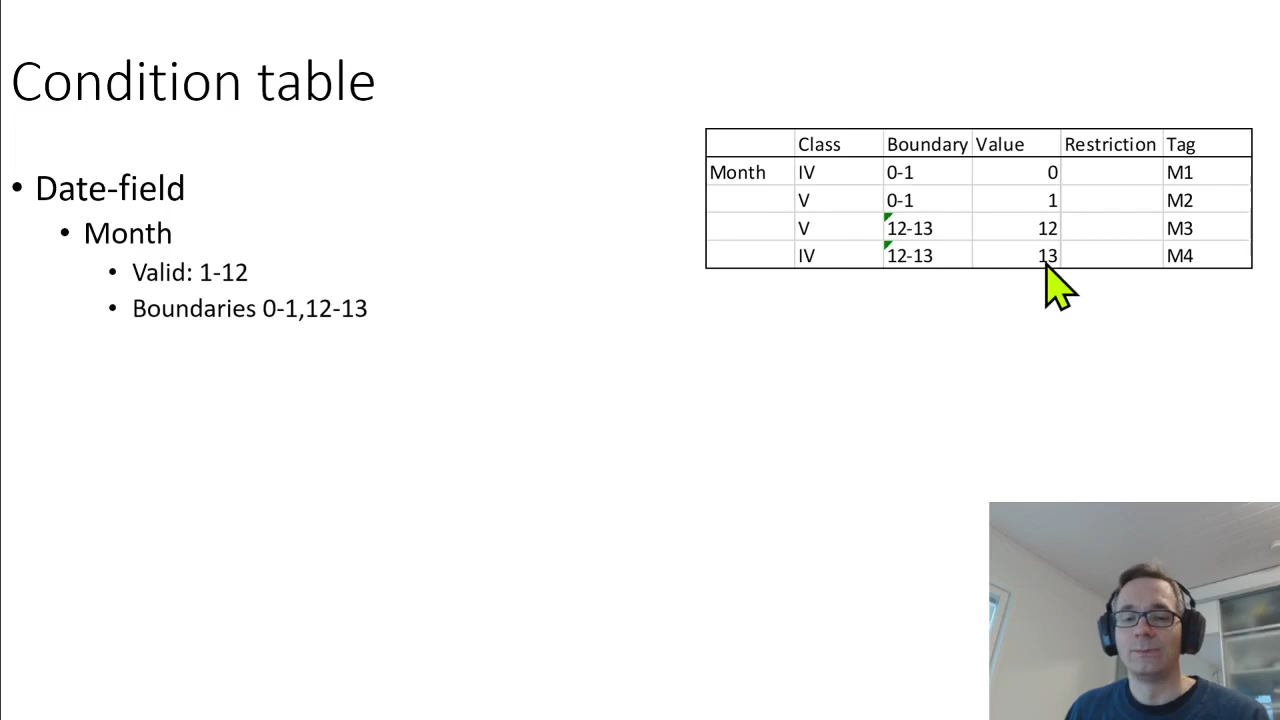 Condition table
• Date-field
• Month
• Valid: 1-12
• Boundaries 0-1,12-13
Class Boundary Value Restriction Tag
Month IV 0-1 0 M1
V 0-1 1 M2
V 12-13 12 M3
IV 12-13 13 M4